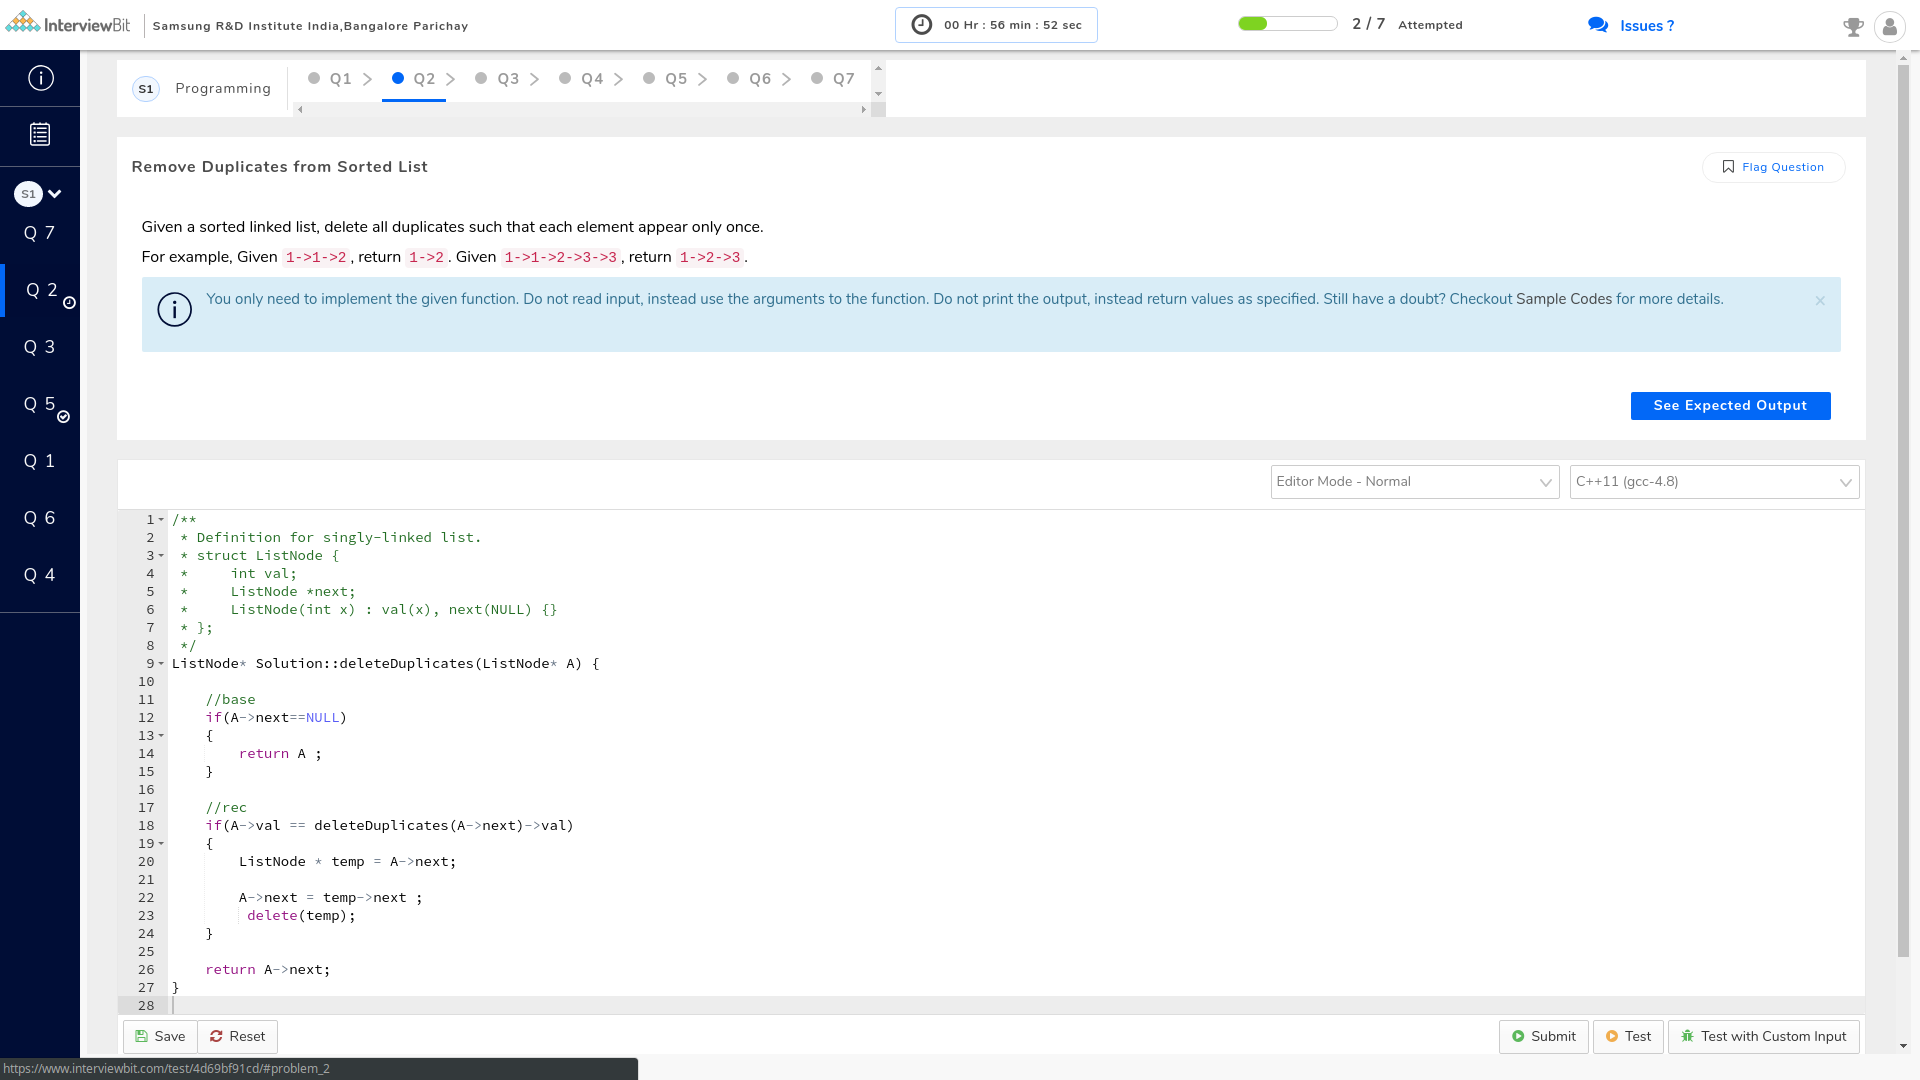 InterviewBit
Samsung R&D Institute India,Bangalore Parichay
00 Hr : 56 min : 52 sec
2 / 7 Attempted
Issues ?
S1 Programming
Q1 Q2 Q3 Q4 Q5 Q6 Q7
S1
Q 7
Q 2
Q 3
Q 5
Q 1
Q 6
Q 4
Remove Duplicates from Sorted List
Flag Question
Given a sorted linked list, delete all duplicates such that each element appear only once.
For example, Given 1->1->2, return 1->2. Given 1->1->2->3->3, return 1->2->3.
You only need to implement the given function. Do not read input, instead use the arguments to the function. Do not print the output, instead return values as specified. Still have a doubt? Checkout Sample Codes for more details. ×
See Expected Output
Editor Mode - Normal
C++11 (gcc-4.8)
1 /**
2 * Definition for singly-linked list.
3 * struct ListNode {
4 *     int val;
5 *     ListNode *next;
6 *     ListNode(int x) : val(x), next(NULL) {}
7 * };
8 */
9 ListNode* Solution::deleteDuplicates(ListNode* A) {
10
11     //base
12     if(A->next==NULL)
13     {
14         return A ;
15     }
16
17     //rec
18     if(A->val == deleteDuplicates(A->next)->val)
19     {
20         ListNode * temp = A->next;
21
22         A->next = temp->next ;
23          delete(temp);
24     }
25
26     return A->next;
27 }
28
Save
Reset
Submit
Test
Test with Custom Input
https://www.interviewbit.com/test/4d69bf91cd/#problem_2